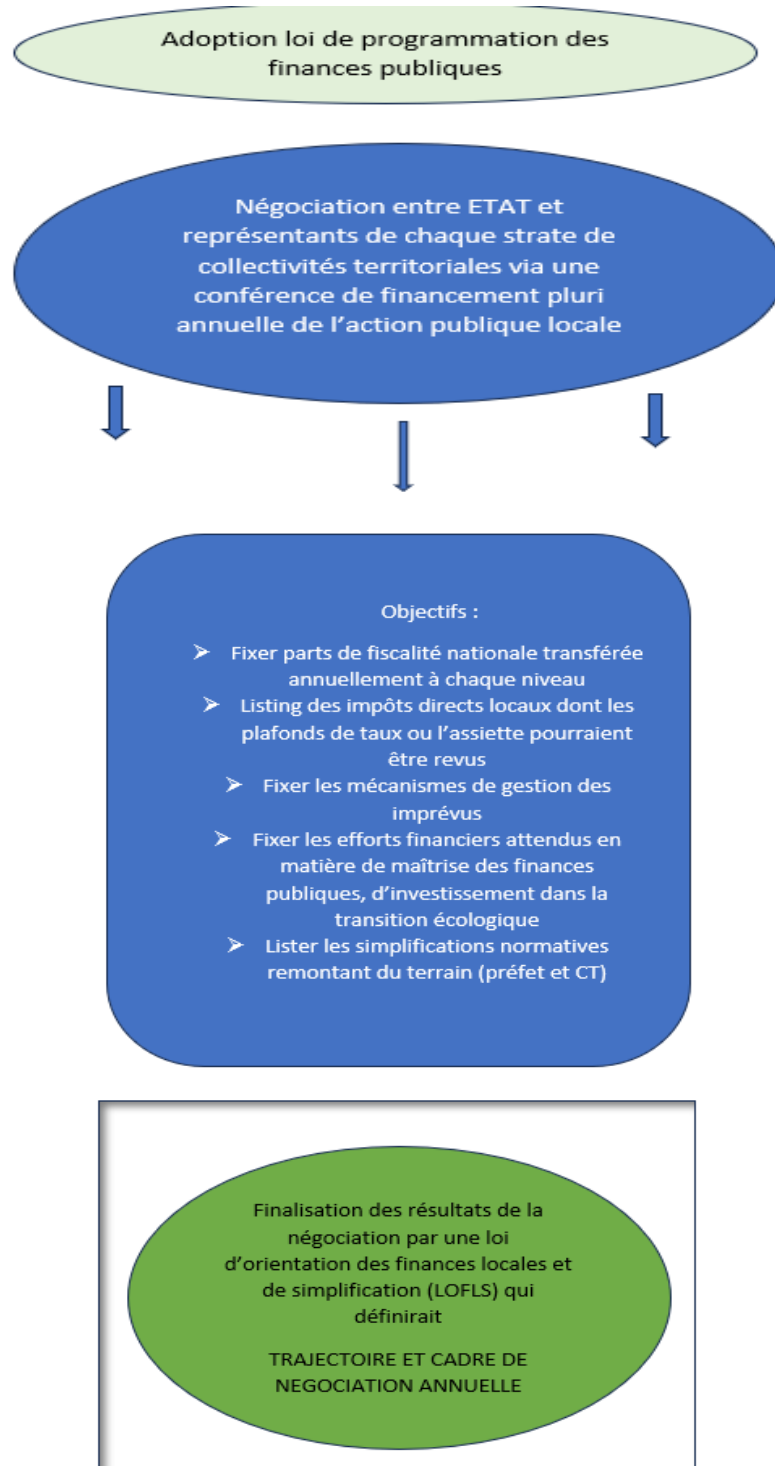 Adoption loi de programmation des
finances publiques
Négociation entre ETAT et
représentants de chaque strate de
collectivités territoriales via une
conférence de financement pluri
annuelle de l’action publique locale
Objectifs :
➤ Fixer parts de fiscalité nationale transférée
annuellement à chaque niveau
➤ Listing des impôts directs locaux dont les
plafonds de taux ou l’assiette pourraient
être revus
➤ Fixer les mécanismes de gestion des
imprévus
➤ Fixer les efforts financiers attendus en
matière de maîtrise des finances
publiques, d’investissement dans la
transition écologique
➤ Lister les simplifications normatives
remontant du terrain (préfet et CT)
Finalisation des résultats de la
négociation par une loi
d’orientation des finances locales et
de simplification (LOFLS) qui
définirait
TRAJECTOIRE ET CADRE DE
NEGOCIATION ANNUELLE